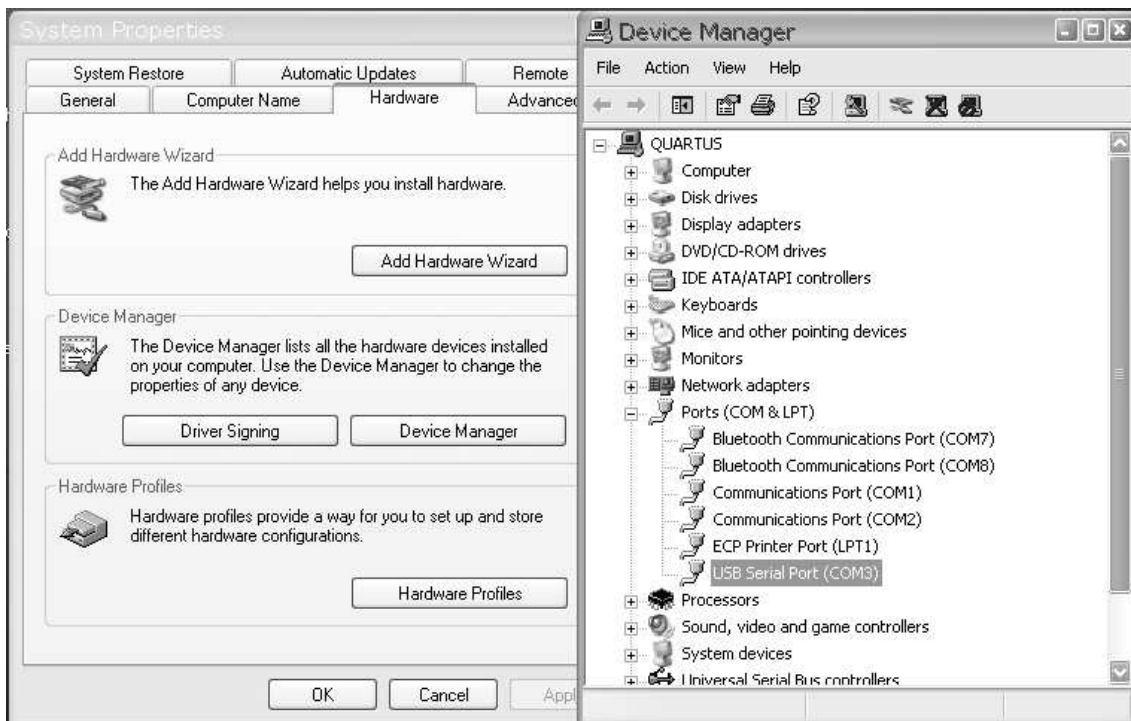 System Properties
System Restore
Automatic Updates
Remote
General
Computer Name
Hardware
Advanced
Add Hardware Wizard
The Add Hardware Wizard helps you install hardware.
Add Hardware Wizard
Device Manager
The Device Manager lists all the hardware devices installed
on your computer. Use the Device Manager to change the
properties of any device.
Driver Signing
Device Manager
Hardware Profiles
Hardware profiles provide a way for you to set up and store
different hardware configurations.
Hardware Profiles
OK
Cancel
Appl
Device Manager
File Action View Help
QUARTUS
Computer
Disk drives
Display adapters
DVD/CD-ROM drives
IDE ATA/ATAPI controllers
Keyboards
Mice and other pointing devices
Monitors
Network adapters
Ports (COM & LPT)
Bluetooth Communications Port (COM7)
Bluetooth Communications Port (COM8)
Communications Port (COM1)
Communications Port (COM2)
ECP Printer Port (LPT1)
USB Serial Port (COM3)
Processors
Sound, video and game controllers
System devices
Universal Serial Bus controllers